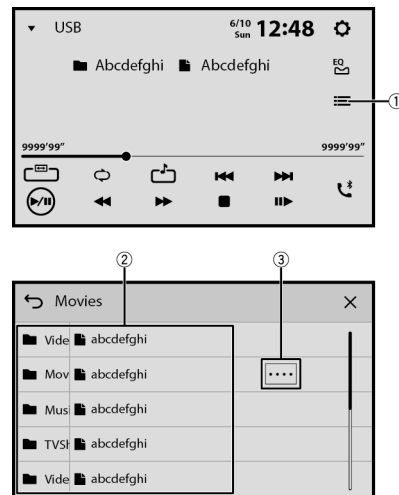 USB 6/10 Sun 12:48
Abcdefghi Abcdefghi EQ
①
9999'99" 9999'99"
② ③
Movies
Vide abcdefghi
Mov abcdefghi
Mus abcdefghi
TVSh abcdefghi
Vide abcdefghi